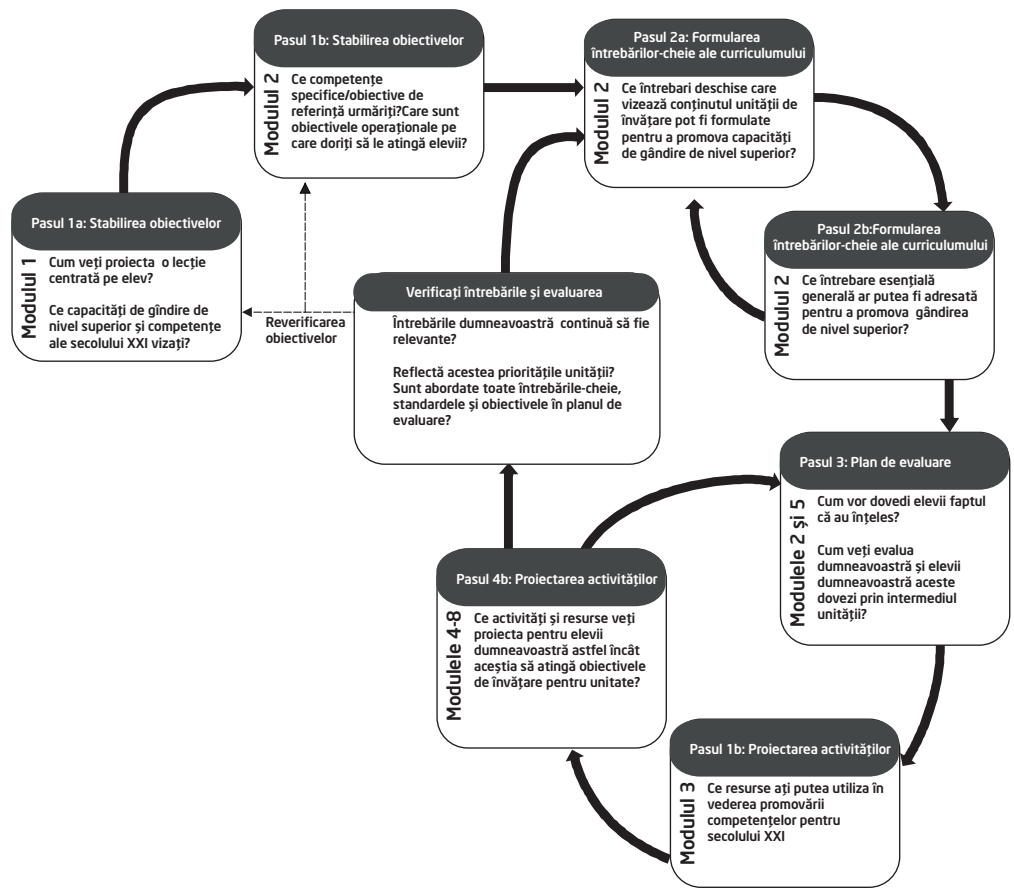 Pasul 1b: Stabilirea obiectivelor
Modulul 2
Ce competențe
specifice/obiective de
referință urmăriți?Care sunt
obiectivele operaționale pe
care doriți să le atingă elevii?
Pasul 2a: Formularea
întrebărilor-cheie ale curriculumului
Modulul 2
Ce întrebari deschise care
vizează conținutul unității de
învățare pot fi formulate
pentru a promova capacități
de gândire de nivel superior?
Pasul 1a: Stabilirea obiectivelor
Modulul 1
Cum veți proiecta o lecție
centrată pe elev?
Ce capacități de gîndire de
nivel superior și competențe
ale secolului XXI vizați?
Pasul 2b:Formularea
întrebărilor-cheie ale curriculumului
Modulul 2
Ce întrebare esențială
generală ar putea fi adresată
pentru a promova gândirea
de nivel superior?
Reverificarea
obiectivelor
Verificați întrebările și evaluarea
Întrebările dumneavoastră continuă să fie
relevante?
Reflectă acestea prioritățile unității?
Sunt abordate toate întrebările-cheie,
standardele și obiectivele în planul de
evaluare?
Pasul 3: Plan de evaluare
Modulele 2 și 5
Cum vor dovedi elevii faptul
că au înțeles?
Cum veți evalua
dumneavoastră și elevii
dumneavoastră aceste
dovezi prin intermediul
unității?
Pasul 4b: Proiectarea activităților
Modulele 4-8
Ce activități și resurse veți
proiecta pentru elevii
dumneavoastră astfel încât
aceștia să atingă obiectivele
de învățare pentru unitate?
Pasul 1b: Proiectarea activităților
Modulul 3
Ce resurse ați putea utiliza în
vederea promovării
competențelor pentru
secolului XXI